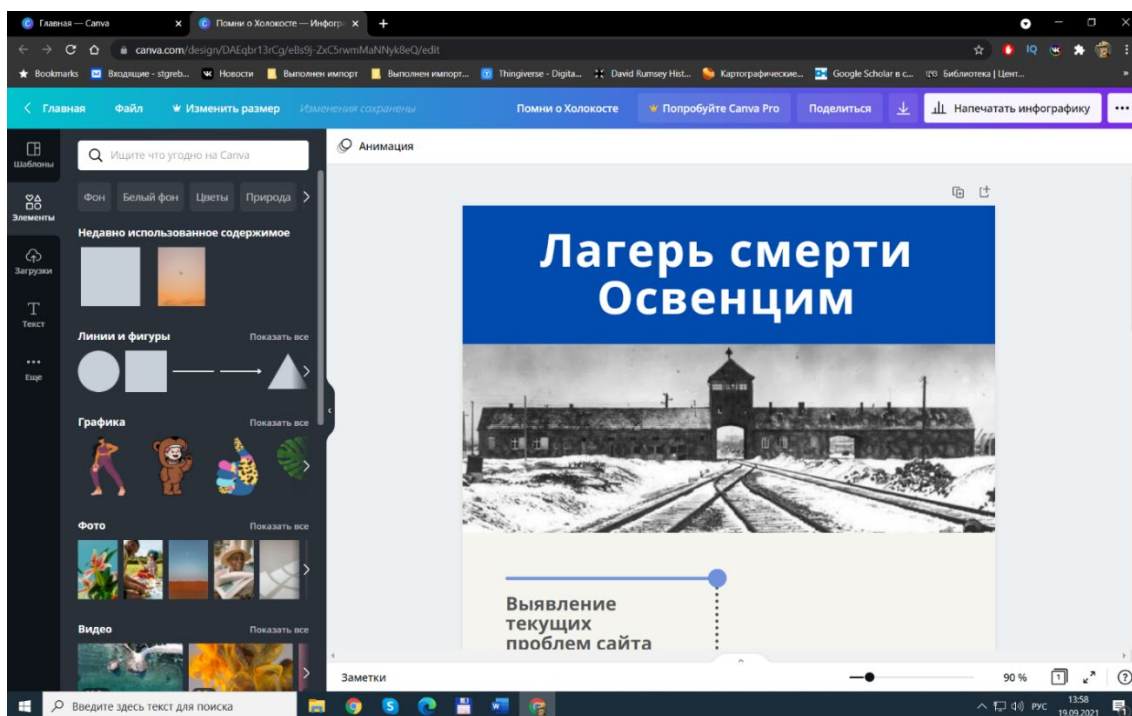 Главная — Canva
Помни о Холокосте — Инфогр
canva.com/design/DAEqbr13rCg/eBs9j-ZxC5rwmMaNNyk8eQ/edit
Bookmarks
Входящие - stgreb...
Новости
Выполнен импорт
Выполнен импорт...
Thingiverse - Digita...
David Rumsey Hist...
Картографические...
Google Scholar в с...
Библиотека | Цент...
Главная
Файл
Изменить размер
Изменения сохранены
Помни о Холокосте
Попробуйте Canva Pro
Поделиться
Напечатать инфографику
Шаблоны
Элементы
Загрузки
Текст
Еще
Ищите что угодно на Canva
Фон
Белый фон
Цветы
Природа
Недавно использованное содержимое
Линии и фигуры
Показать все
Графика
Показать все
Фото
Показать все
Видео
Показать все
Анимация
Лагерь смерти
Освенцим
Выявление
текущих
проблем сайта
Заметки
90 %
1
Введите здесь текст для поиска
РУС
13:58
19.09.2021